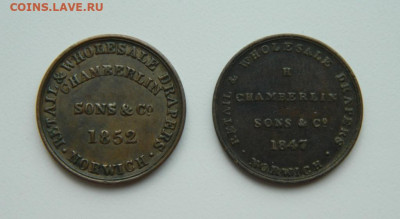 COINS.LAVE.RU
RETAIL & WHOLESALE DRAPERS
CHAMBERLIN
SONS & Co
1852
· NORWICH ·
RETAIL & WHOLESALE DRAPERS
H
CHAMBERLIN
SONS & Co
1847
· NORWICH ·